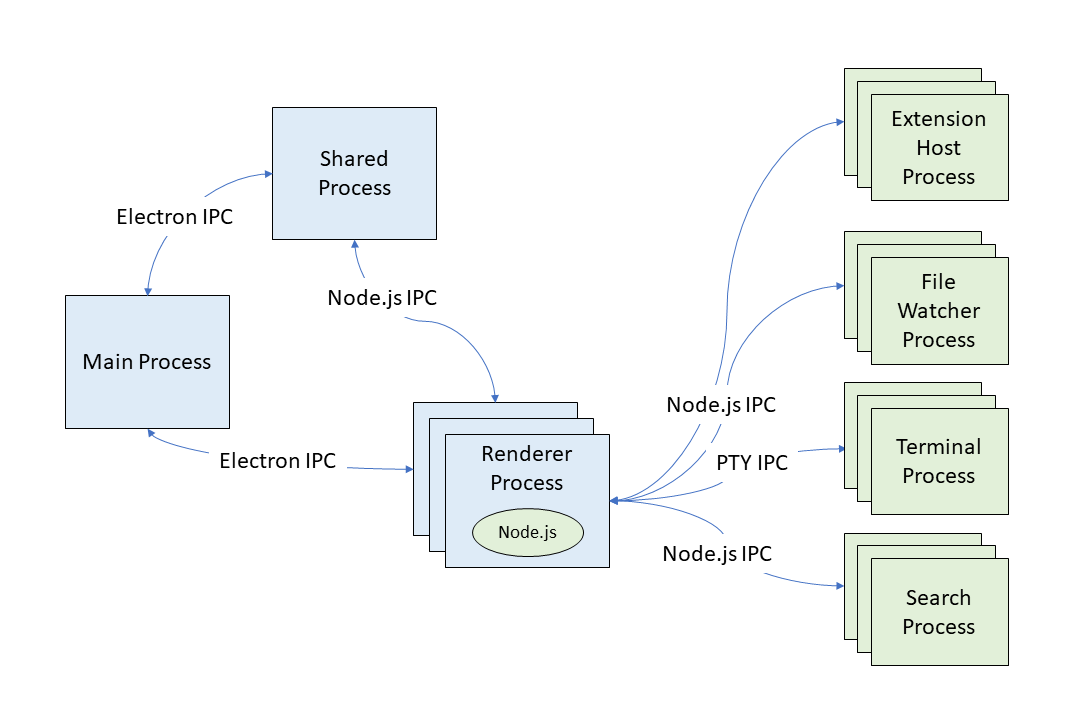 Shared
Process
Electron IPC
Node.js IPC
Main Process
Electron IPC
Renderer
Process
Node.js
Node.js IPC
PTY IPC
Node.js IPC
Extension
Host
Process
File
Watcher
Process
Terminal
Process
Search
Process